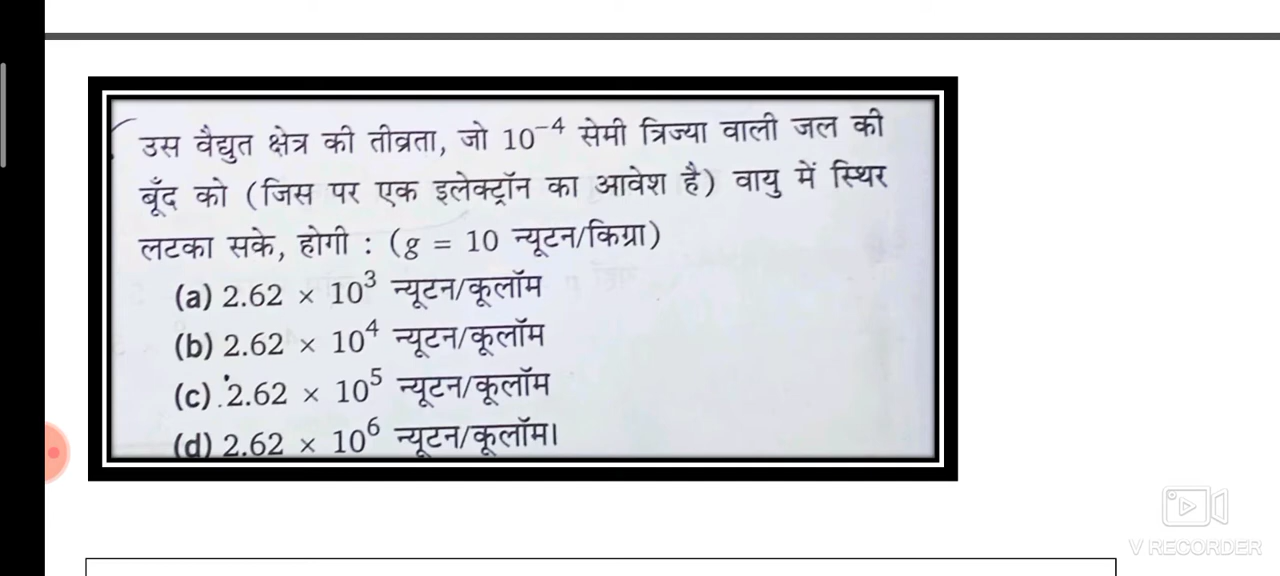 उस वैद्युत क्षेत्र की तीव्रता, जो 10⁻⁴ सेमी त्रिज्या वाली जल की
बूँद को (जिस पर एक इलेक्ट्रॉन का आवेश है) वायु में स्थिर
लटका सके, होगी : (g = 10 न्यूटन/किग्रा)
(a) 2.62 × 10³ न्यूटन/कूलॉम
(b) 2.62 × 10⁴ न्यूटन/कूलॉम
(c) 2.62 × 10⁵ न्यूटन/कूलॉम
(d) 2.62 × 10⁶ न्यूटन/कूलॉम।
V RECORDER